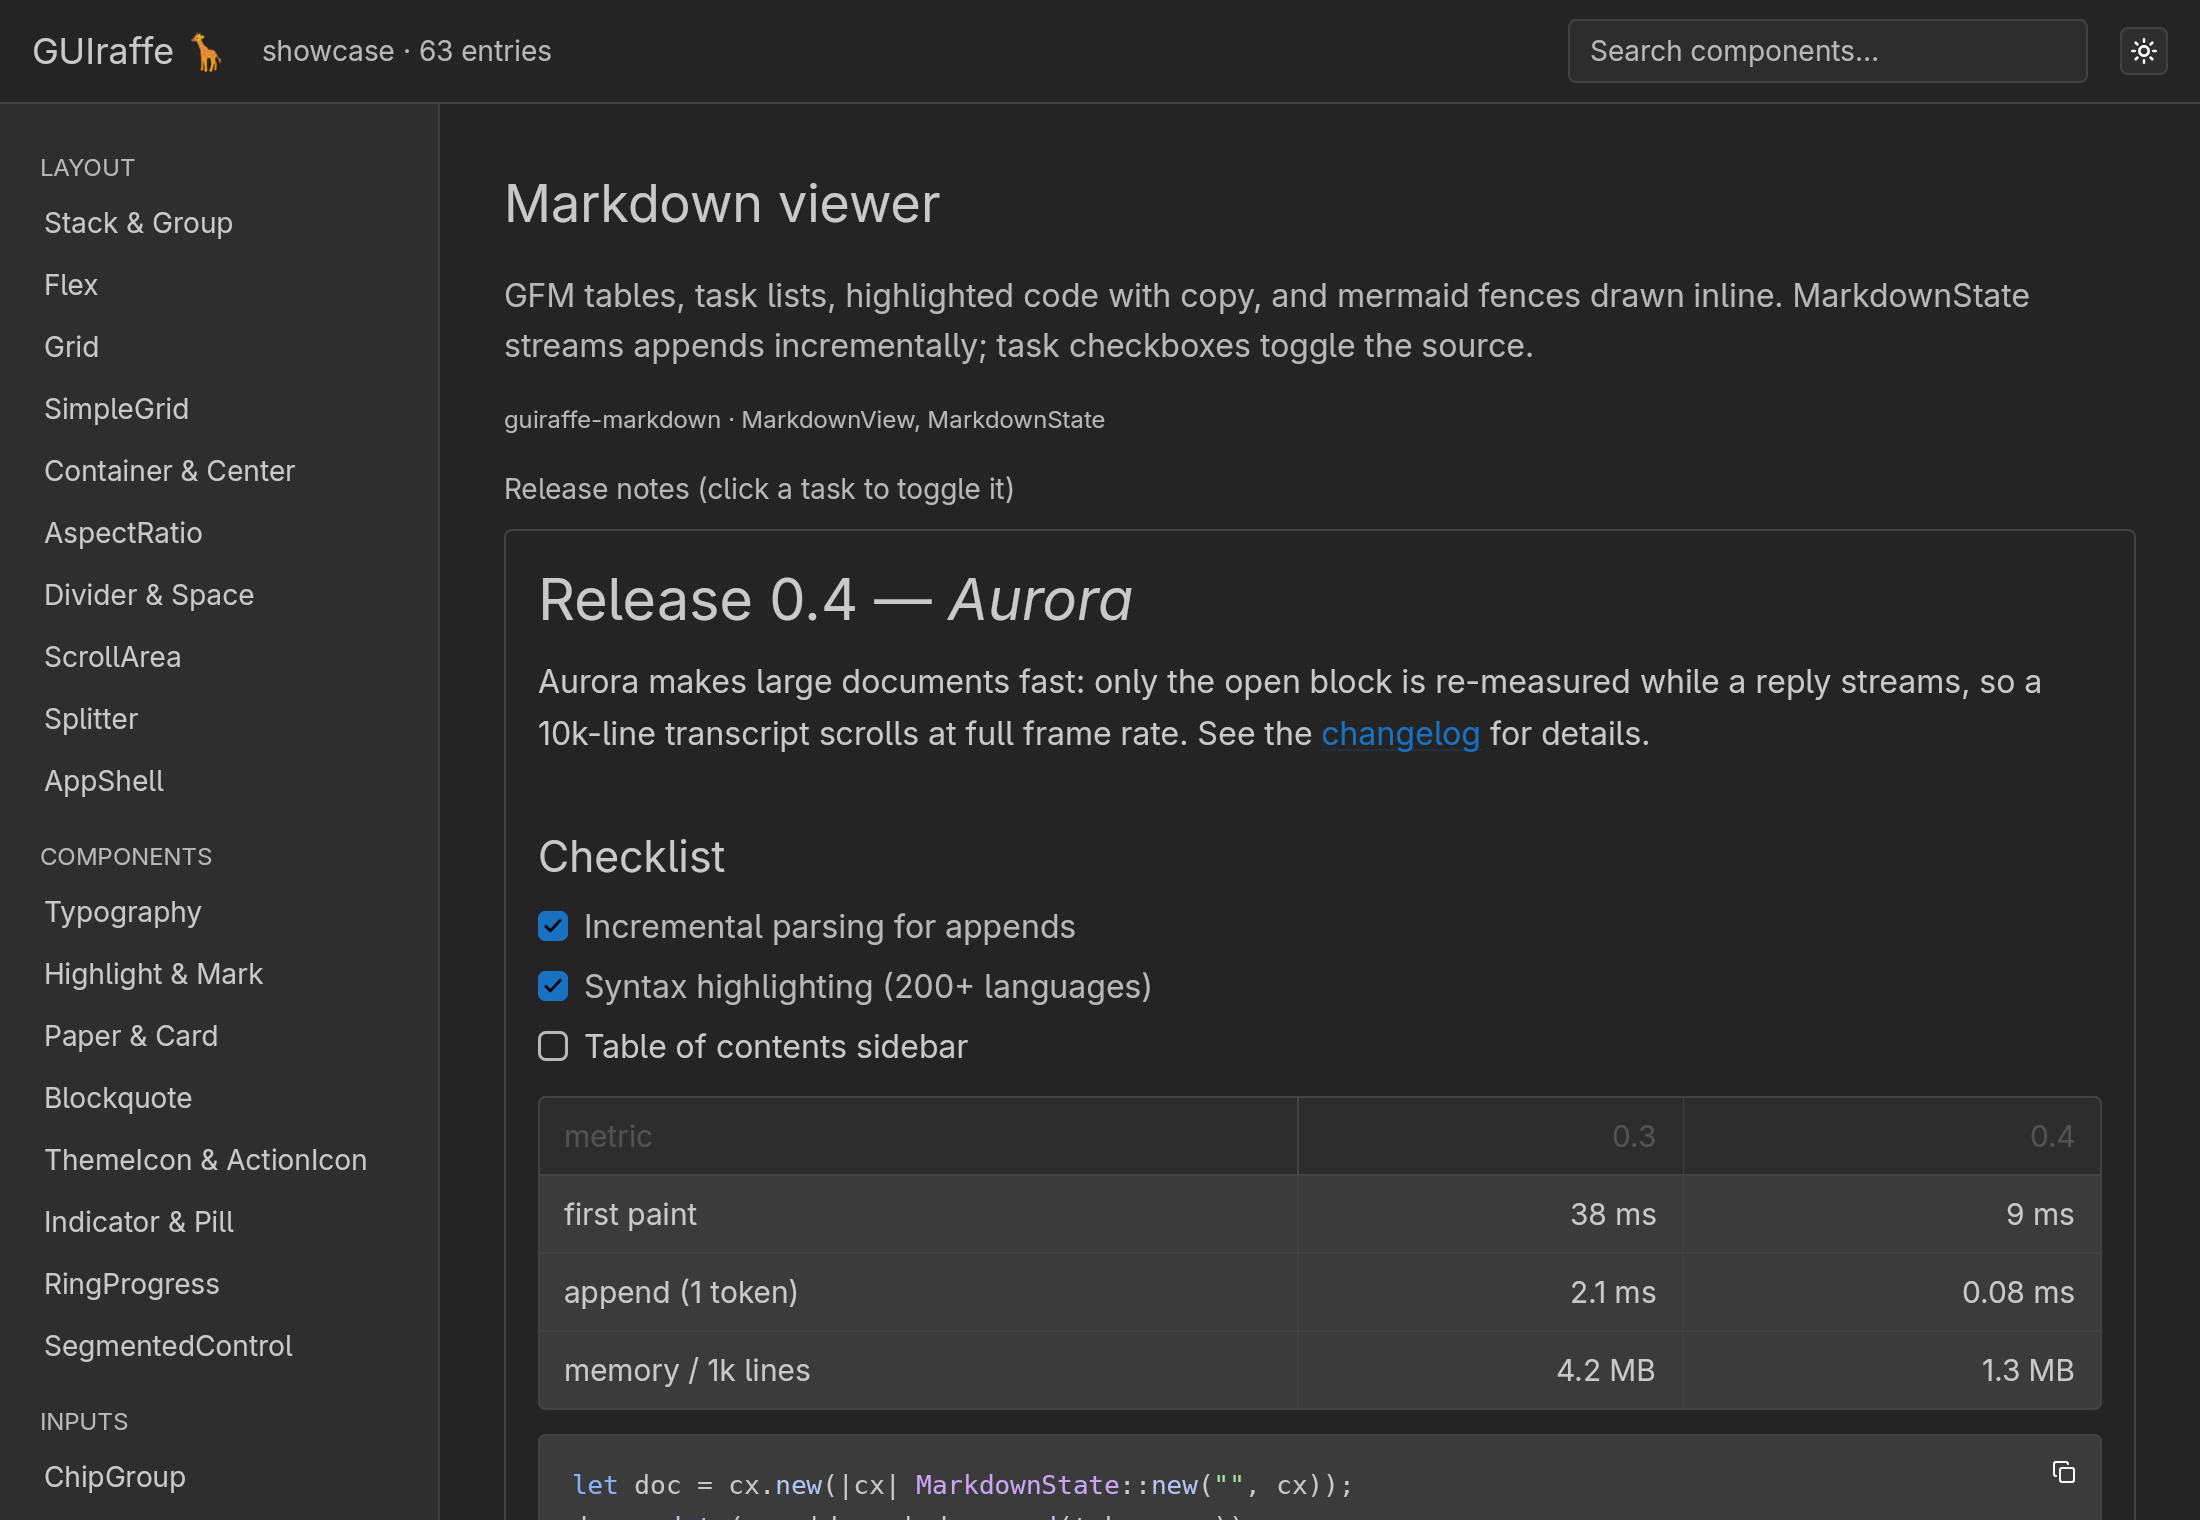 GUIraffe 🦒 showcase · 63 entries
Search components...
LAYOUT
Stack & Group
Flex
Grid
SimpleGrid
Container & Center
AspectRatio
Divider & Space
ScrollArea
Splitter
AppShell
COMPONENTS
Typography
Highlight & Mark
Paper & Card
Blockquote
ThemeIcon & ActionIcon
Indicator & Pill
RingProgress
SegmentedControl
INPUTS
ChipGroup
Markdown viewer
GFM tables, task lists, highlighted code with copy, and mermaid fences drawn inline. MarkdownState
streams appends incrementally; task checkboxes toggle the source.
guiraffe-markdown · MarkdownView, MarkdownState
Release notes (click a task to toggle it)
Release 0.4 — Aurora
Aurora makes large documents fast: only the open block is re-measured while a reply streams, so a
10k-line transcript scrolls at full frame rate. See the changelog for details.
Checklist
Incremental parsing for appends
Syntax highlighting (200+ languages)
Table of contents sidebar
metric 0.3 0.4
first paint 38 ms 9 ms
append (1 token) 2.1 ms 0.08 ms
memory / 1k lines 4.2 MB 1.3 MB
let doc = cx.new(|cx| MarkdownState::new("", cx));